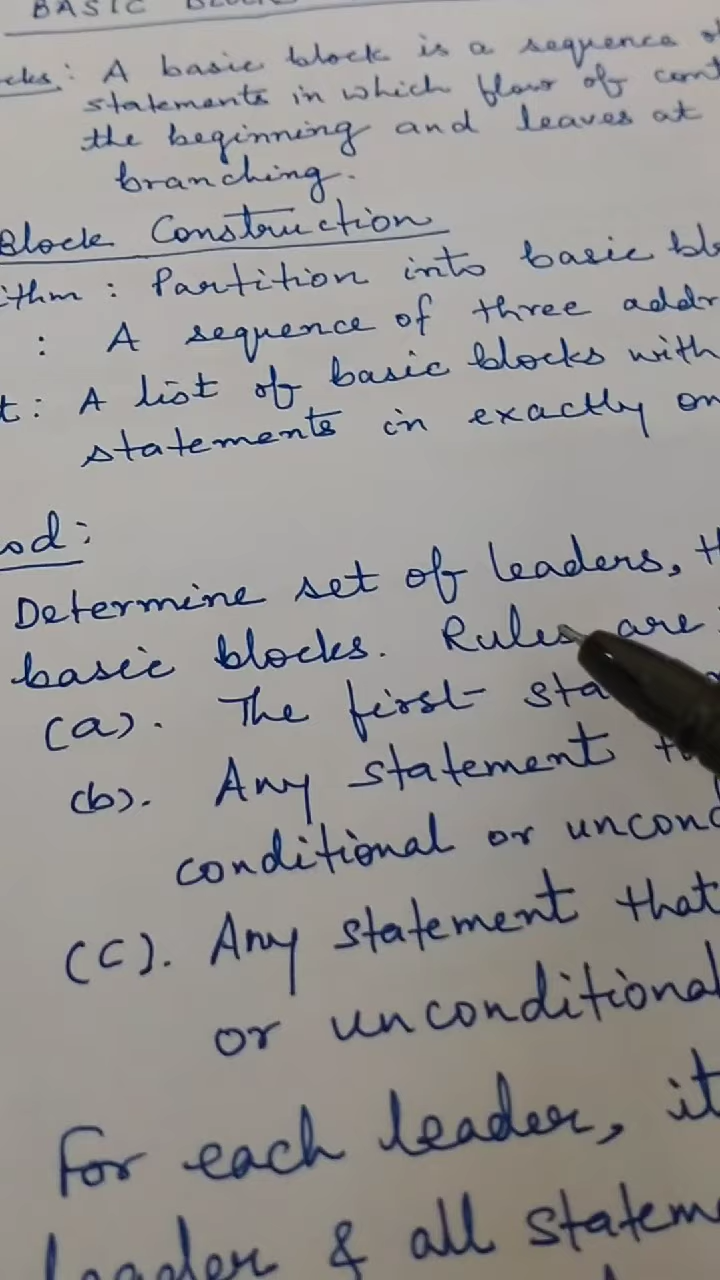 BASIC BLOCK
cks: A basic block is a sequence o
statements in which flow of cont
the beginning and leaves at
branching.
Block Construction
ithm: Partition into basic blo
: A sequence of three addr
t: A list of basic blocks with
statements in exactly on
od:
Determine set of leaders, t
basic blocks. Rules are:
(a). The first sta
(b). Any statement t
conditional or uncond
(c). Any statement that
or unconditional
For each leader, it
leader & all statem